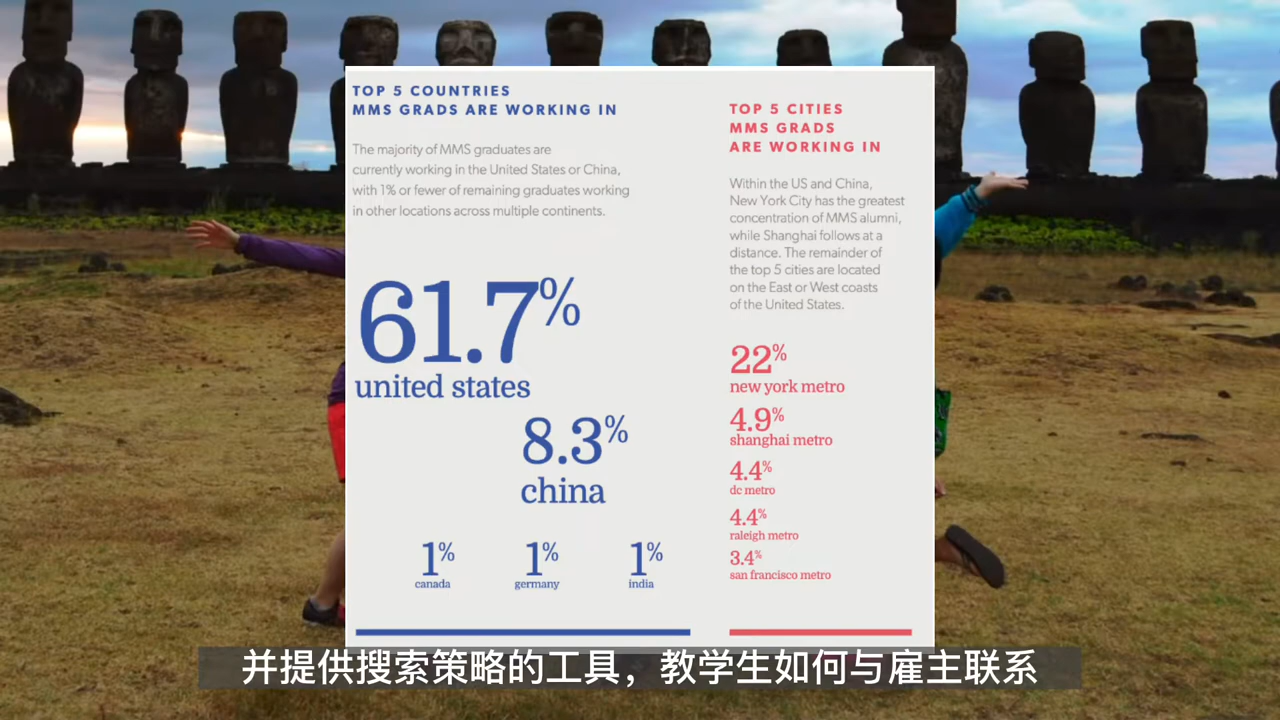 TOP 5 COUNTRIES
MMS GRADS ARE WORKING IN
The majority of MMS graduates are
currently working in the United States or China,
with 1% or fewer of remaining graduates working
in other locations across multiple continents.
61.7%
united states
8.3%
china
1%
canada
1%
germany
1%
india
TOP 5 CITIES
MMS GRADS
ARE WORKING IN
Within the US and China,
New York City has the greatest
concentration of MMS alumni,
while Shanghai follows at a
distance. The remainder of
the top 5 cities are located
on the East or West coasts
of the United States.
22%
new york metro
4.9%
shanghai metro
4.4%
dc metro
4.4%
raleigh metro
3.4%
san francisco metro
并提供搜索策略的工具，教学生如何与雇主联系